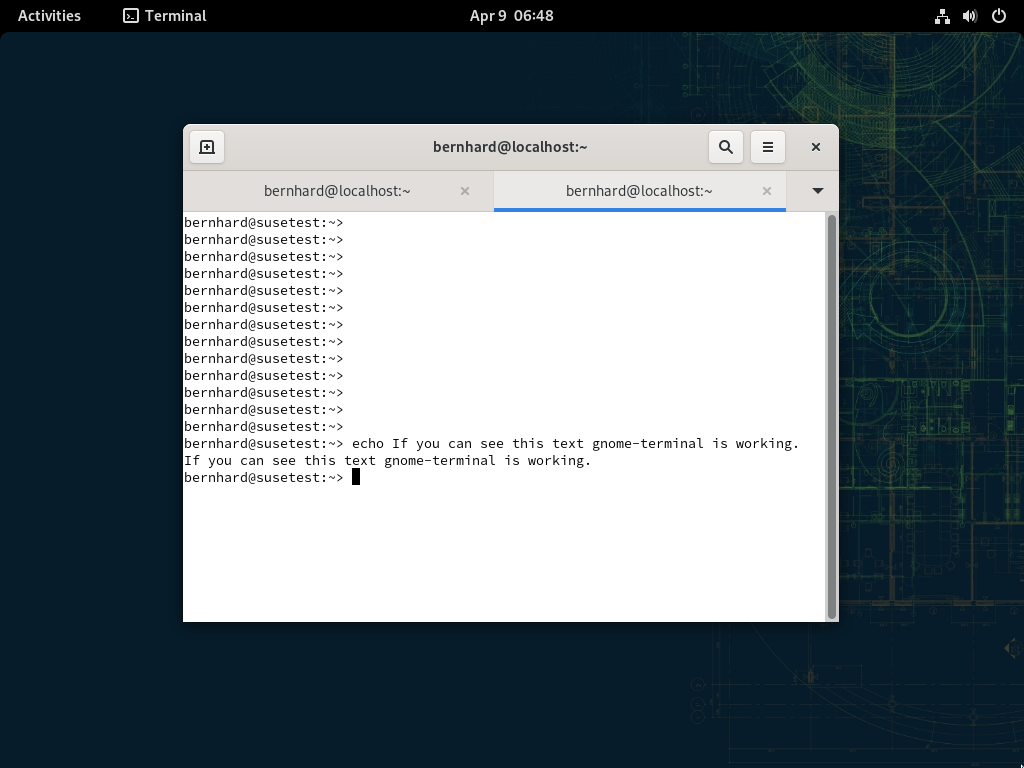 Activities Terminal Apr 9 06:48
bernhard@localhost:~
bernhard@localhost:~ bernhard@localhost:~
bernhard@susetest:~>
bernhard@susetest:~>
bernhard@susetest:~>
bernhard@susetest:~>
bernhard@susetest:~>
bernhard@susetest:~>
bernhard@susetest:~>
bernhard@susetest:~>
bernhard@susetest:~>
bernhard@susetest:~>
bernhard@susetest:~>
bernhard@susetest:~>
bernhard@susetest:~>
bernhard@susetest:~> echo If you can see this text gnome-terminal is working.
If you can see this text gnome-terminal is working.
bernhard@susetest:~>